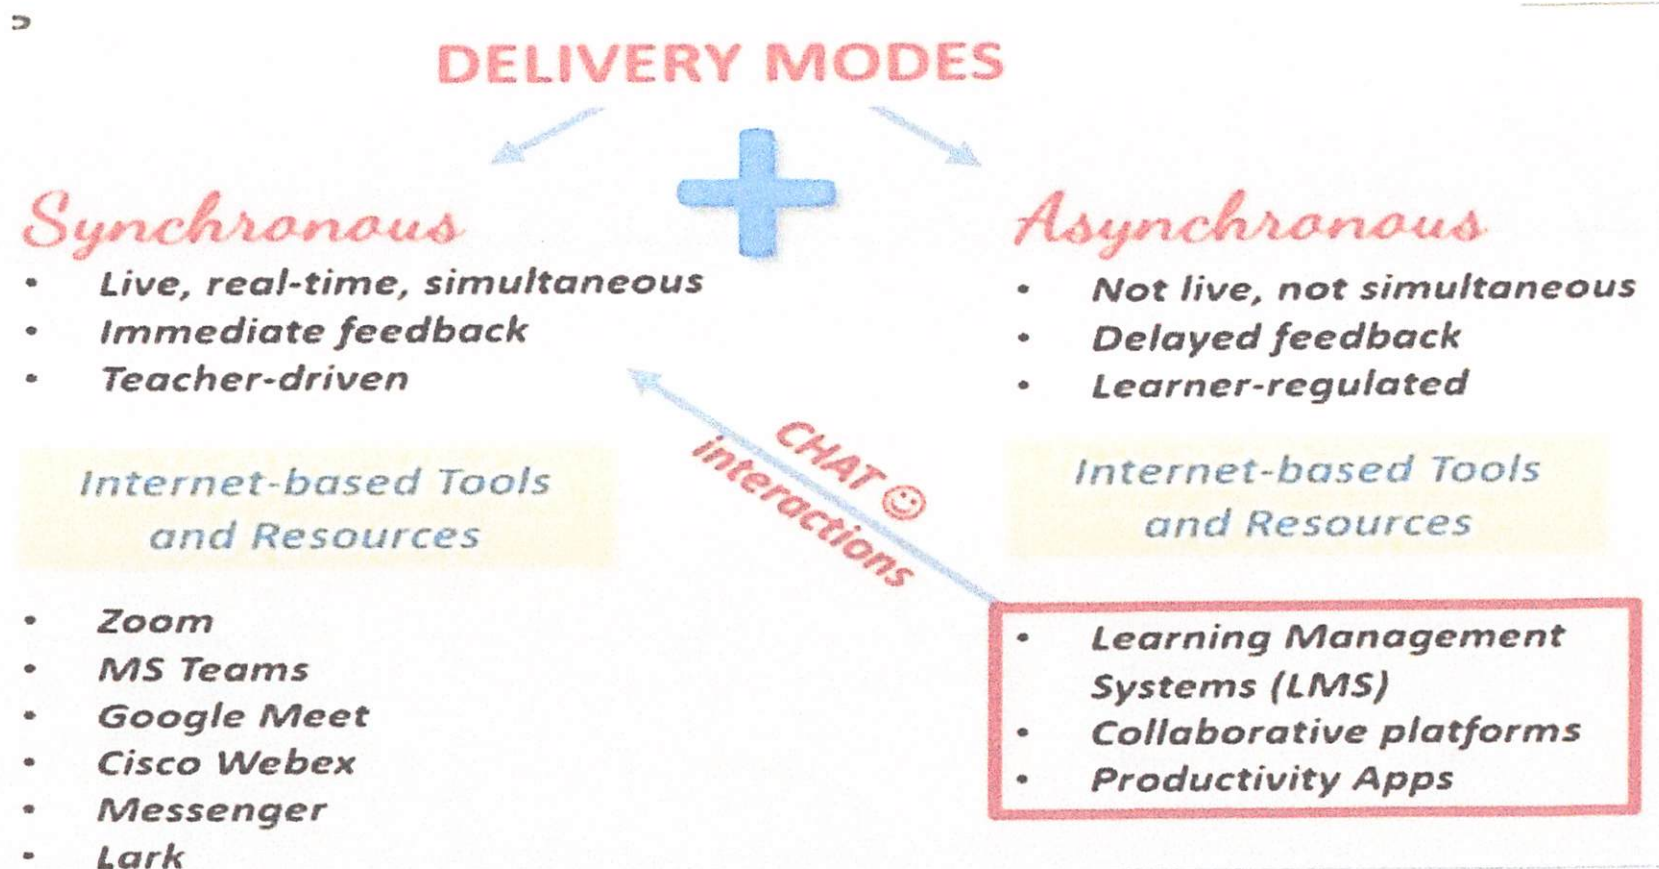 DELIVERY MODES
Synchronous
• Live, real-time, simultaneous
• Immediate feedback
• Teacher-driven
Internet-based Tools
and Resources
• Zoom
• MS Teams
• Google Meet
• Cisco Webex
• Messenger
• Lark
CHAT ☺
interactions
Asynchronous
• Not live, not simultaneous
• Delayed feedback
• Learner-regulated
Internet-based Tools
and Resources
• Learning Management
Systems (LMS)
• Collaborative platforms
• Productivity Apps